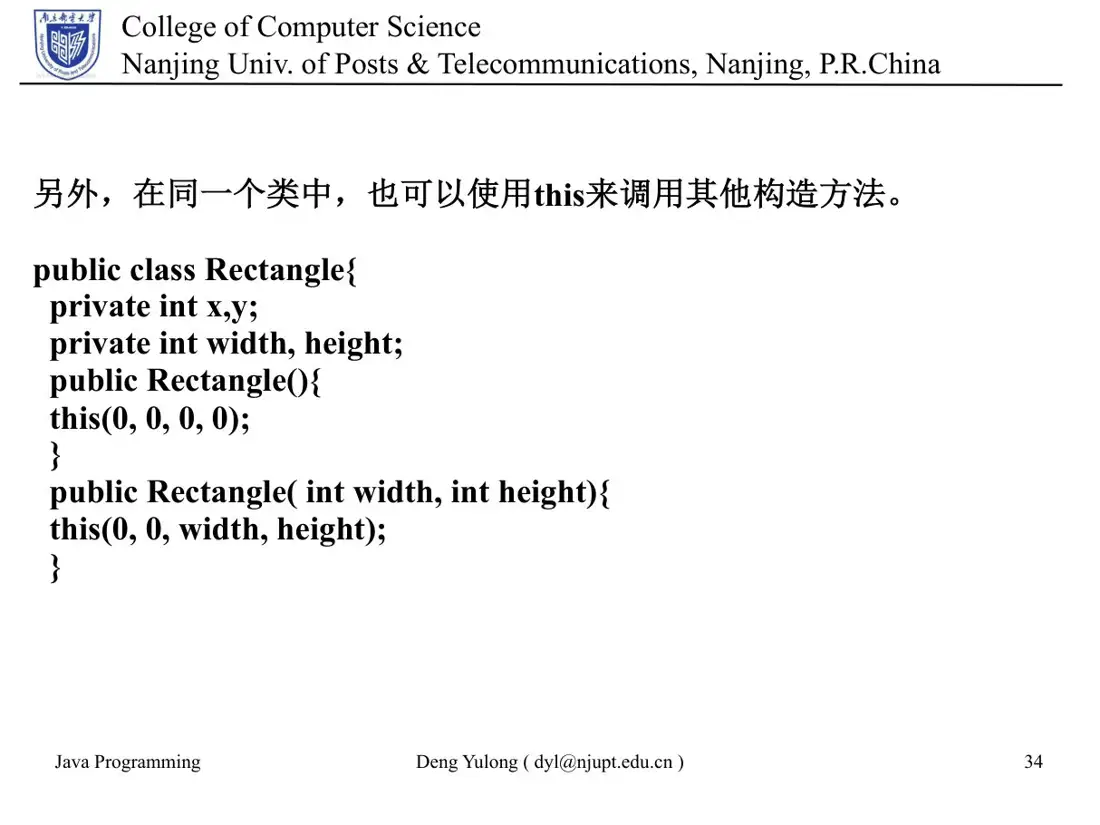 College of Computer Science
Nanjing Univ. of Posts & Telecommunications, Nanjing, P.R.China
另外，在同一个类中，也可以使用this来调用其他构造方法。
public class Rectangle{
private int x,y;
private int width, height;
public Rectangle(){
this(0, 0, 0, 0);
}
public Rectangle( int width, int height){
this(0, 0, width, height);
}
Java Programming
Deng Yulong ( dyl@njupt.edu.cn )
34